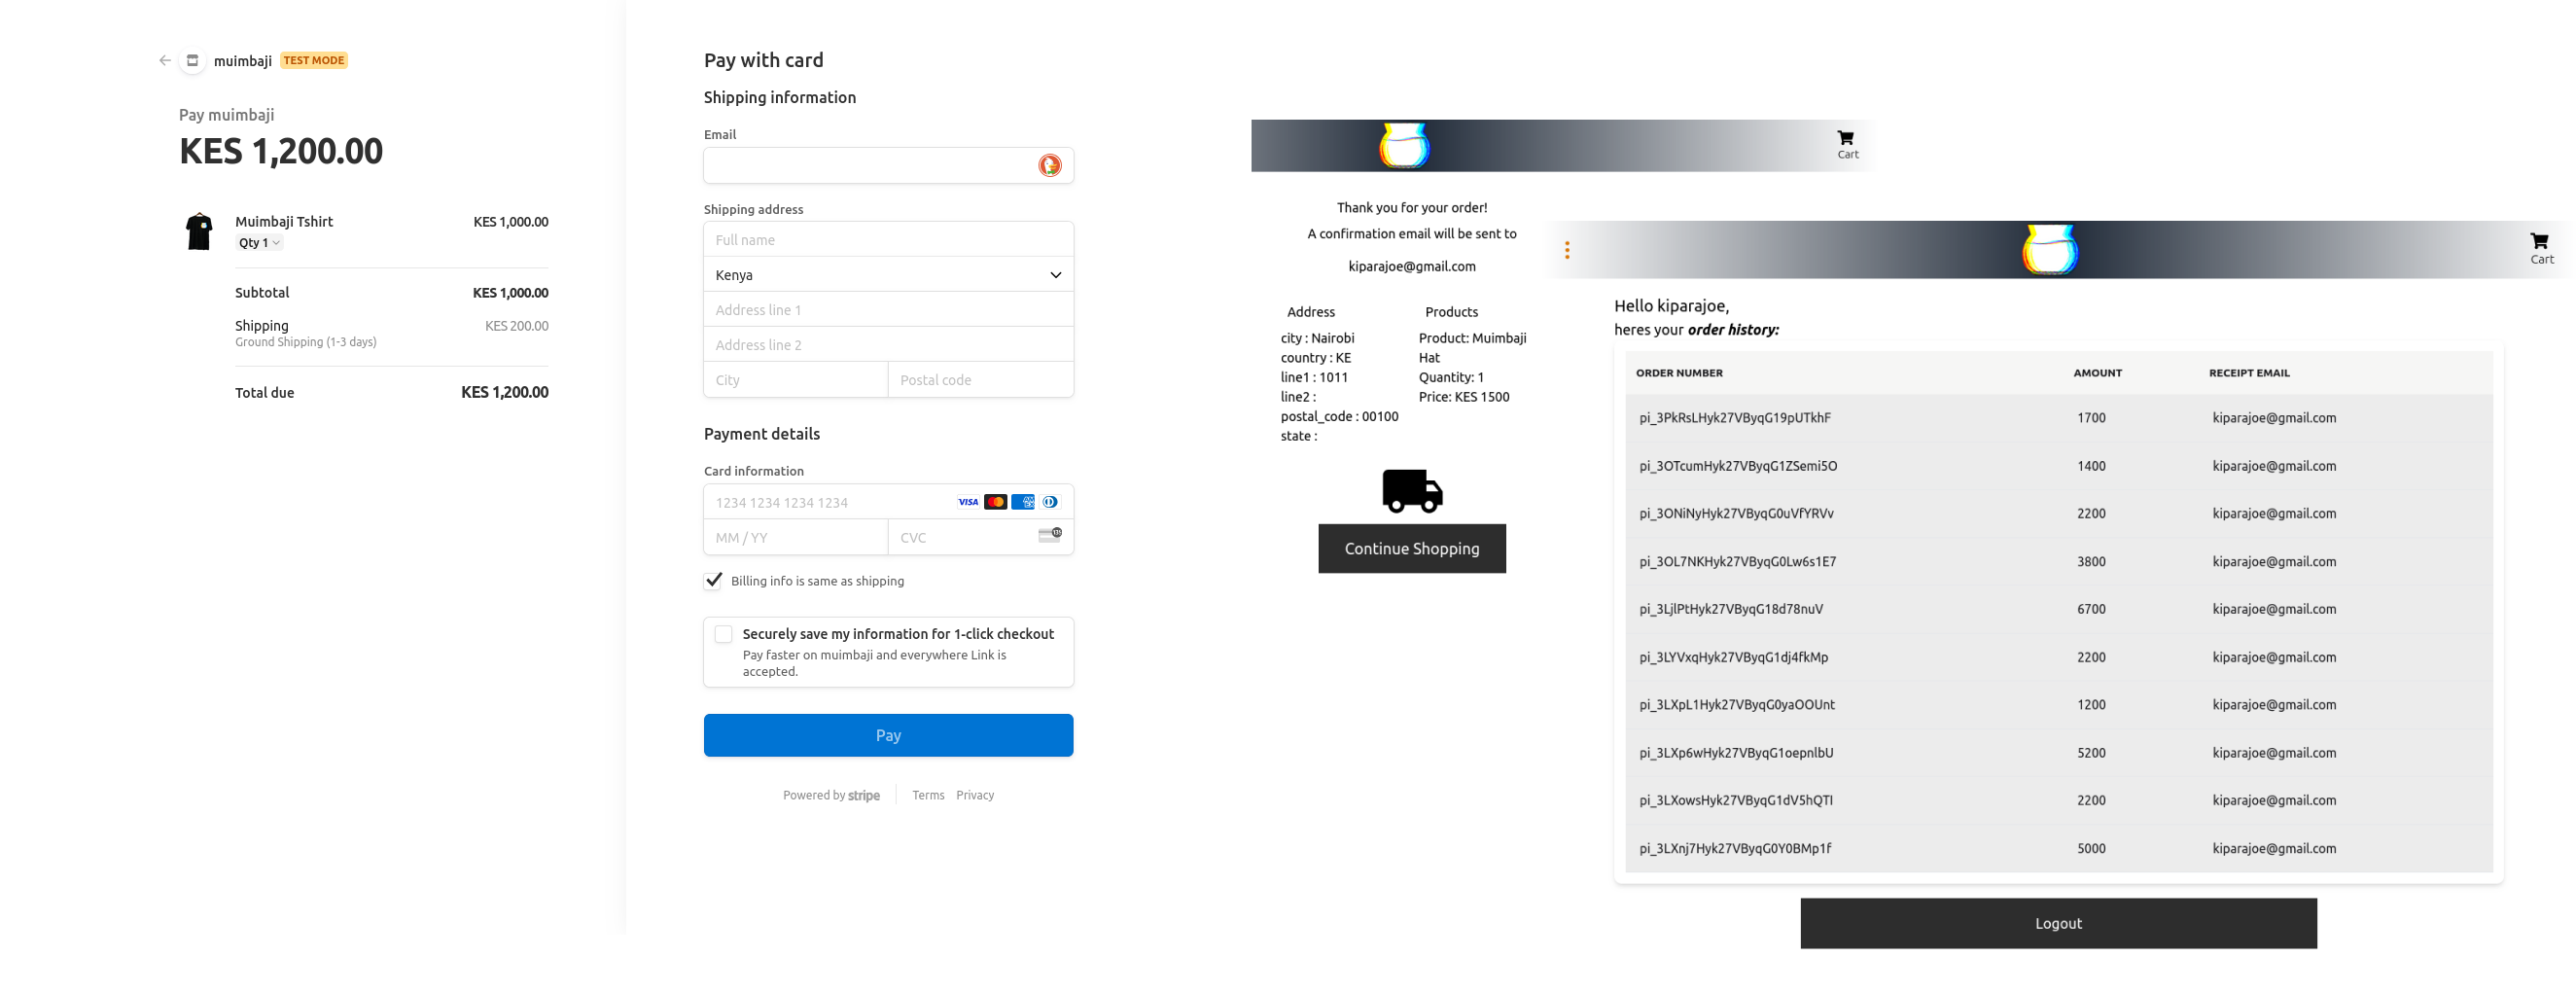 muimbaji TEST MODE
Pay muimbaji
KES 1,200.00
Muimbaji Tshirt KES 1,000.00
Qty 1
Subtotal KES 1,000.00
Shipping KES 200.00
Ground Shipping (1-3 days)
Total due KES 1,200.00
Pay with card
Shipping information
Email
Shipping address
Full name
Kenya
Address line 1
Address line 2
City Postal code
Payment details
Card information
1234 1234 1234 1234 VISA
MM / YY CVC
Billing info is same as shipping
Securely save my information for 1-click checkout
Pay faster on muimbaji and everywhere Link is
accepted.
Pay
Powered by stripe Terms Privacy
Cart
Thank you for your order!
A confirmation email will be sent to
kiparajoe@gmail.com
Address
city : Nairobi
country : KE
line1 : 1011
line2 :
postal_code : 00100
state :
Products
Product: Muimbaji
Hat
Quantity: 1
Price: KES 1500
Continue Shopping
Cart
Hello kiparajoe,
heres your order history:
ORDER NUMBER AMOUNT RECEIPT EMAIL
pi_3PkRsLHyk27VByqG19pUTkhF 1700 kiparajoe@gmail.com
pi_3OTcumHyk27VByqG1ZSemi5O 1400 kiparajoe@gmail.com
pi_3ONiNyHyk27VByqG0uVfYRVv 2200 kiparajoe@gmail.com
pi_3OL7NKHyk27VByqG0Lw6s1E7 3800 kiparajoe@gmail.com
pi_3LjlPtHyk27VByqG18d78nuV 6700 kiparajoe@gmail.com
pi_3LYVxqHyk27VByqG1dj4fkMp 2200 kiparajoe@gmail.com
pi_3LXpL1Hyk27VByqG0yaOOUnt 1200 kiparajoe@gmail.com
pi_3LXp6wHyk27VByqG1oepnlbU 5200 kiparajoe@gmail.com
pi_3LXowsHyk27VByqG1dV5hQTI 2200 kiparajoe@gmail.com
pi_3LXnj7Hyk27VByqG0Y0BMp1f 5000 kiparajoe@gmail.com
Logout